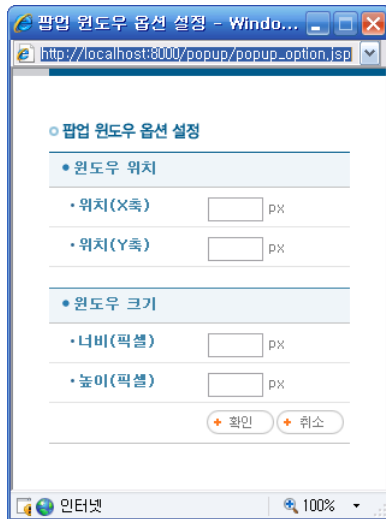 팝업 윈도우 옵션 설정 - Windo...
http://localhost:8000/popup/popup_option.jsp
팝업 윈도우 옵션 설정
윈도우 위치
위치(X축) px
위치(Y축) px
윈도우 크기
너비(픽셀) px
높이(픽셀) px
확인 취소
인터넷 100%